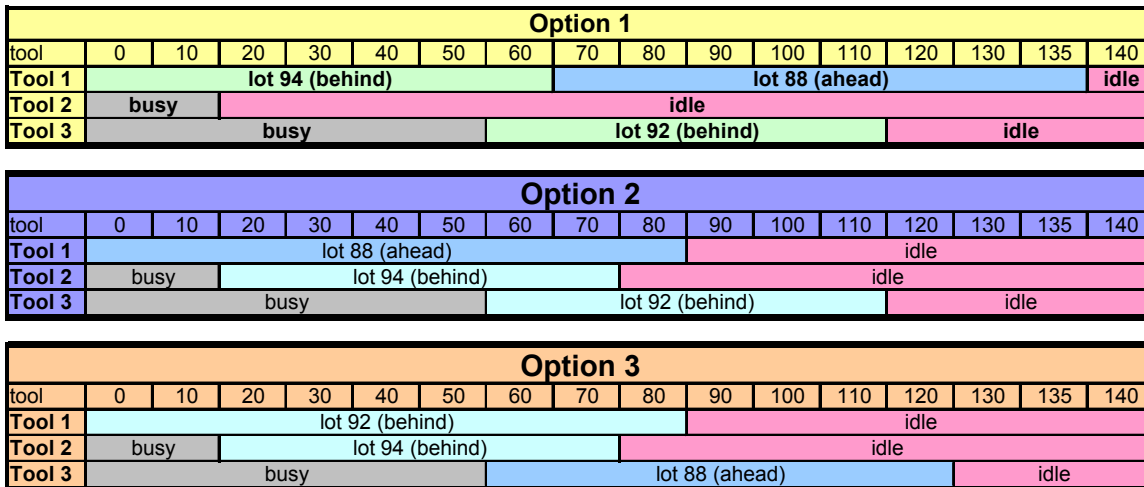 Option 1
tool 0 10 20 30 40 50 60 70 80 90 100 110 120 130 135 140
Tool 1 lot 94 (behind) lot 88 (ahead) idle
Tool 2 busy idle
Tool 3 busy lot 92 (behind) idle
Option 2
tool 0 10 20 30 40 50 60 70 80 90 100 110 120 130 135 140
Tool 1 lot 88 (ahead) idle
Tool 2 busy lot 94 (behind) idle
Tool 3 busy lot 92 (behind) idle
Option 3
tool 0 10 20 30 40 50 60 70 80 90 100 110 120 130 135 140
Tool 1 lot 92 (behind) idle
Tool 2 busy lot 94 (behind) idle
Tool 3 busy lot 88 (ahead) idle